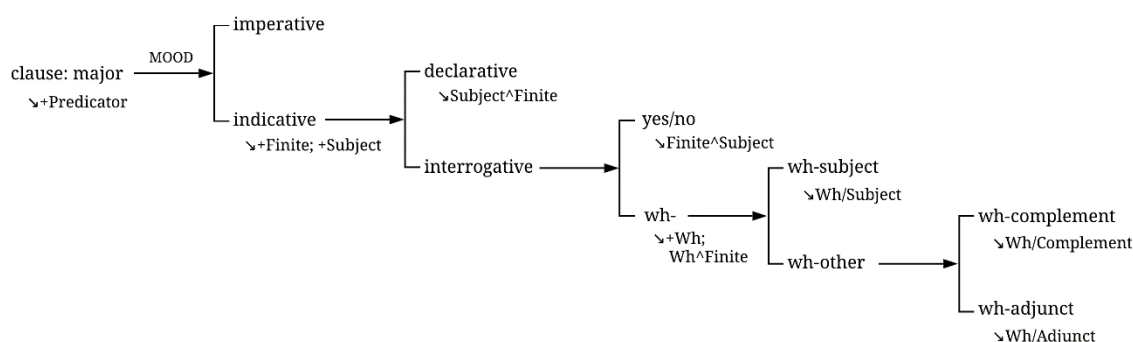 clause: major
↘+Predicator
MOOD
imperative
indicative
↘+Finite; +Subject
declarative
↘Subject^Finite
interrogative
yes/no
↘Finite^Subject
wh-
↘+Wh;
Wh^Finite
wh-subject
↘Wh/Subject
wh-other
wh-complement
↘Wh/Complement
wh-adjunct
↘Wh/Adjunct